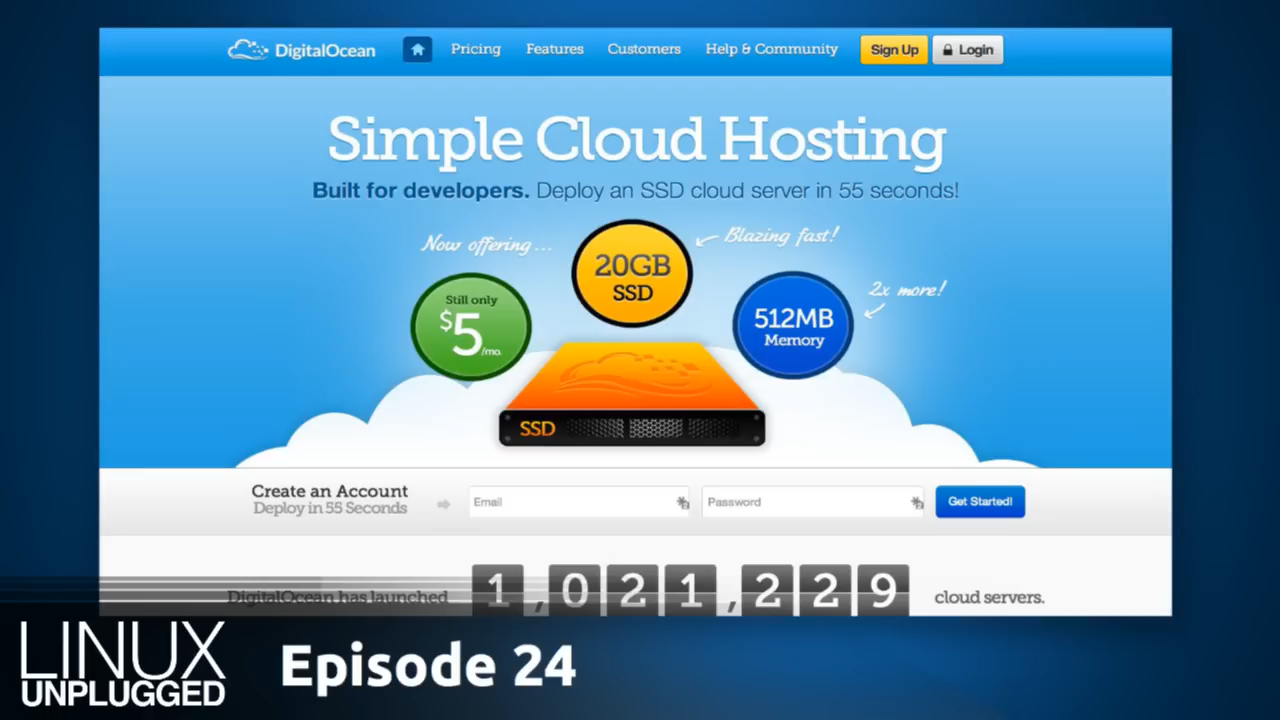 DigitalOcean Pricing Features Customers Help & Community Sign Up Login
Simple Cloud Hosting
Built for developers. Deploy an SSD cloud server in 55 seconds!
Now offering...
Blazing fast!
20GB
SSD
2x more!
Still only
$5/mo.
512MB
Memory
SSD
Create an Account
Deploy in 55 Seconds
Email
Password
Get Started!
DigitalOcean has launched 1,021,229 cloud servers.
LINUX
UNPLUGGED
Episode 24